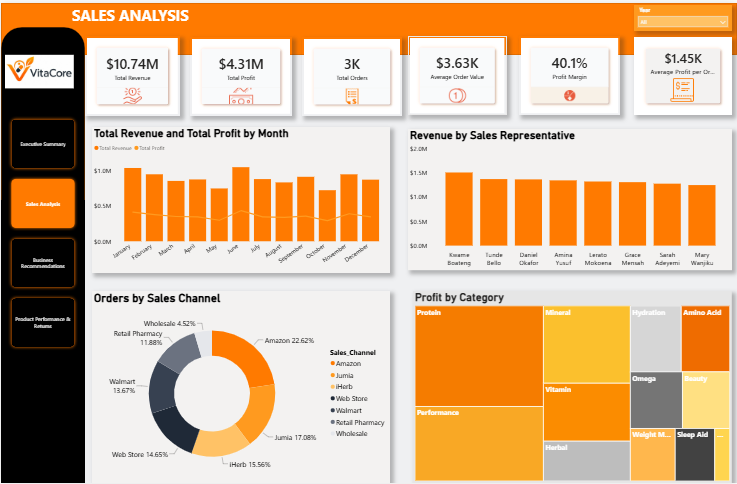 SALES ANALYSIS
Year
All
VitaCore
$10.74M
Total Revenue
$4.31M
Total Profit
3K
Total Orders
$3.63K
Average Order Value
40.1%
Profit Margin
$1.45K
Average Profit per Or...
Executive Summary
Sales Analysis
Business
Recommendations
Product Performance &
Returns
Total Revenue and Total Profit by Month
Total Revenue Total Profit
$1.0M
$0.5M
$0.0M
January
February
March
April
May
June
July
August
September
October
November
December
Revenue by Sales Representative
$2.0M
$1.5M
$1.0M
$0.5M
$0.0M
Kwame
Boateng
Tunde
Bello
Daniel
Okafor
Amina
Yusuf
Lerato
Mokoena
Grace
Mensah
Sarah
Adeyemi
Mary
Wanjiku
Orders by Sales Channel
Wholesale 4.52%
Retail Pharmacy
11.88%
Walmart
13.67%
Web Store 14.65%
iHerb 15.56%
Jumia 17.08%
Amazon 22.62%
Sales_Channel
Amazon
Jumia
iHerb
Web Store
Walmart
Retail Pharmacy
Wholesale
Profit by Category
Protein
Performance
Mineral
Vitamin
Herbal
Hydration
Amino Acid
Omega
Beauty
Weight M...
Sleep Aid
...